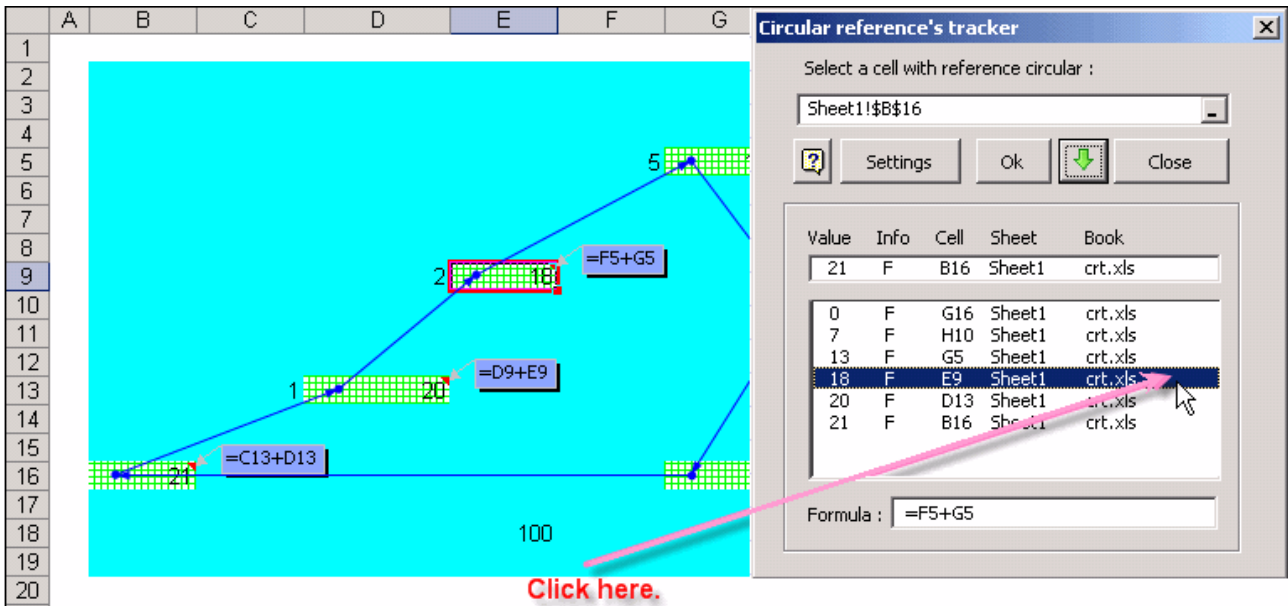 A B C D E F G
1
2
3
4
5 5 1
6
7
8
=F5+G5
9 2 18
10
11
12
=D9+E9
13 1 20
14
15
=C13+D13
16 21
17
18 100
19
20
Click here.
Circular reference's tracker
Select a cell with reference circular :
Sheet1!$B$16
Settings Ok Close
Value Info Cell Sheet Book
21 F B16 Sheet1 crt.xls
0 F G16 Sheet1 crt.xls
7 F H10 Sheet1 crt.xls
13 F G5 Sheet1 crt.xls
18 F E9 Sheet1 crt.xls
20 F D13 Sheet1 crt.xls
21 F B16 Sheet1 crt.xls
Formula : =F5+G5